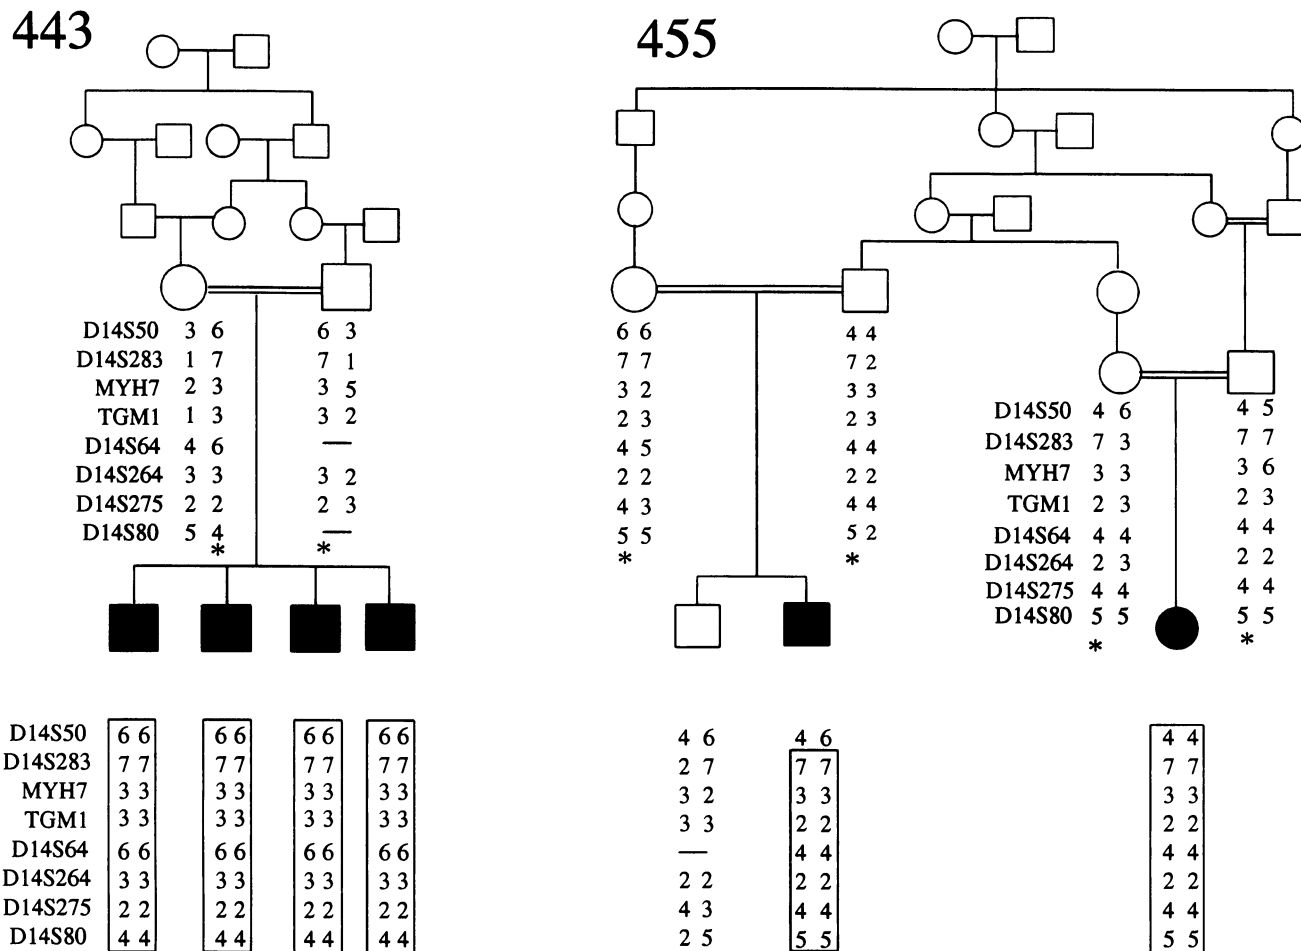 443
455
D14S50 3 6 6 3
D14S283 1 7 7 1
MYH7 2 3 3 5
TGM1 1 3 3 2
D14S64 4 6 —
D14S264 3 3 3 2
D14S275 2 2 2 3
D14S80 5 4 —
* *
6 6 4 4
7 7 7 2
3 2 3 3
2 3 2 3
4 5 4 4
2 2 2 2
4 3 4 4
5 5 5 2
* *
D14S50 4 6 4 5
D14S283 7 3 7 7
MYH7 3 3 3 6
TGM1 2 3 2 3
D14S64 4 4 4 4
D14S264 2 3 2 2
D14S275 4 4 4 4
D14S80 5 5 5 5
* *
D14S50 6 6 6 6 6 6 6 6 4 6 4 6 4 4
D14S283 7 7 7 7 7 7 7 7 2 7 7 7 7 7
MYH7 3 3 3 3 3 3 3 3 3 2 3 3 3 3
TGM1 3 3 3 3 3 3 3 3 3 3 2 2 2 2
D14S64 6 6 6 6 6 6 6 6 — 4 4 4 4
D14S264 3 3 3 3 3 3 3 3 2 2 2 2 2 2
D14S275 2 2 2 2 2 2 2 2 4 3 4 4 4 4
D14S80 4 4 4 4 4 4 4 4 2 5 5 5 5 5